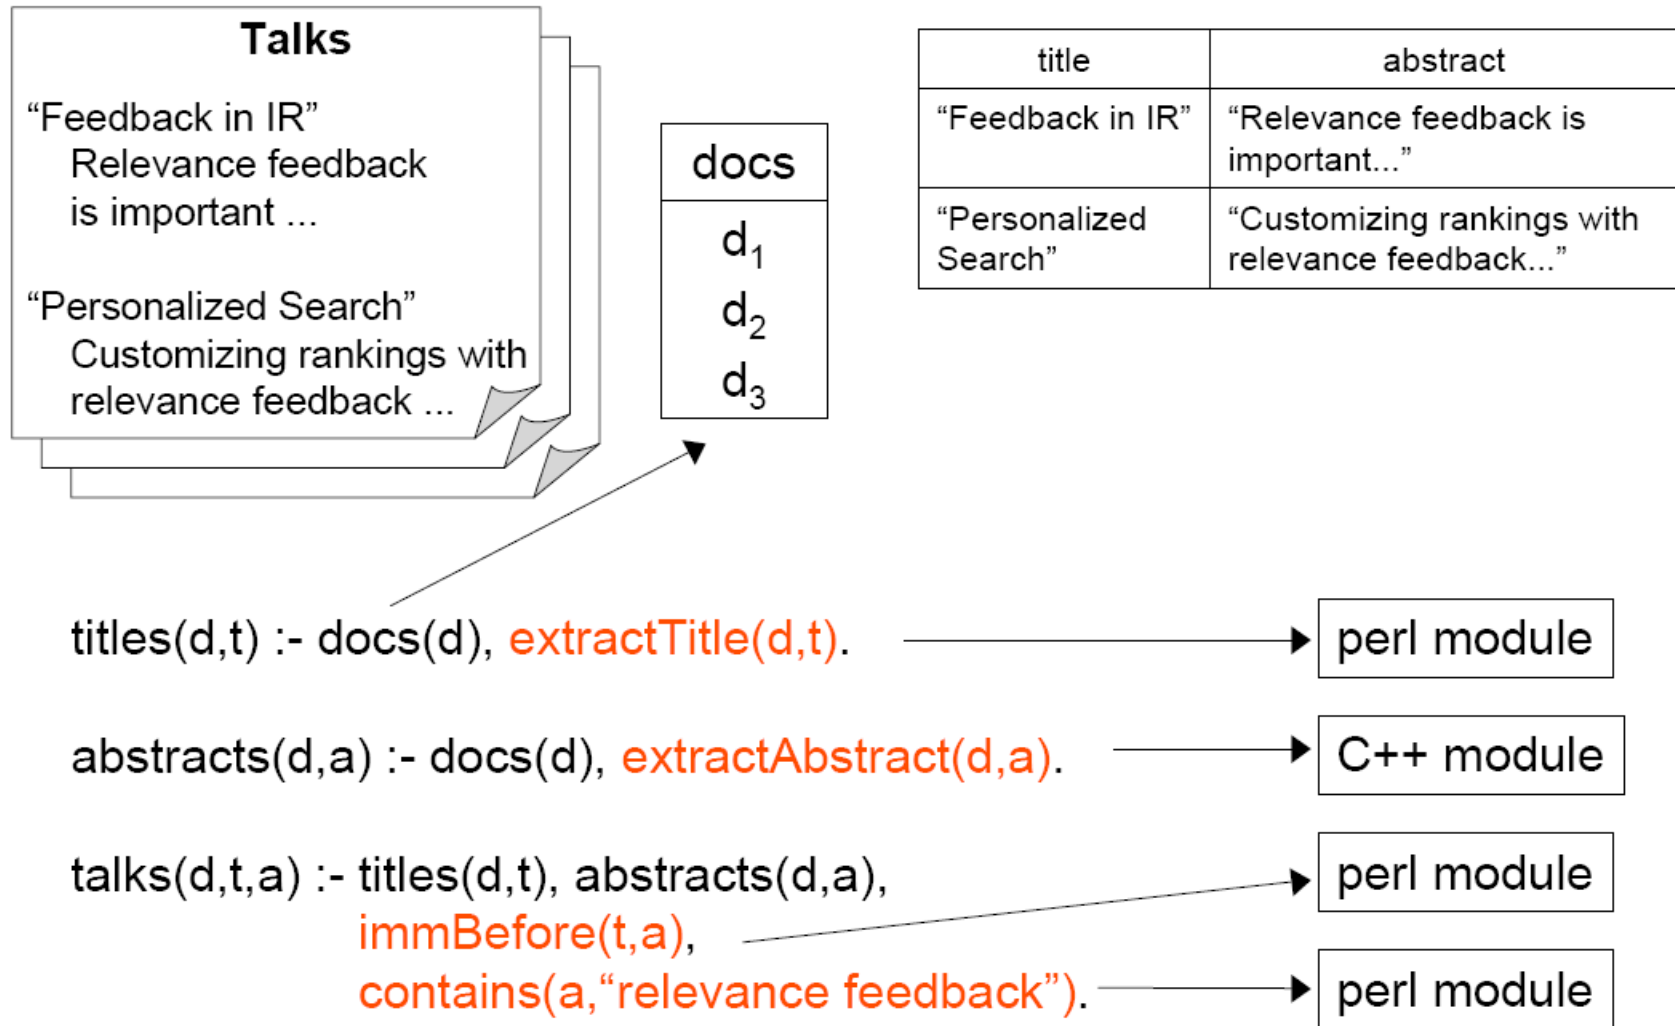 Talks
“Feedback in IR”
Relevance feedback
is important ...
“Personalized Search”
Customizing rankings with
relevance feedback ...
docs
d₁
d₂
d₃
title
abstract
“Feedback in IR”
“Relevance feedback is
important...”
“Personalized
Search”
“Customizing rankings with
relevance feedback...”
titles(d,t) :- docs(d), extractTitle(d,t).
perl module
abstracts(d,a) :- docs(d), extractAbstract(d,a).
C++ module
talks(d,t,a) :- titles(d,t), abstracts(d,a),
perl module
immBefore(t,a),
contains(a,“relevance feedback”).
perl module